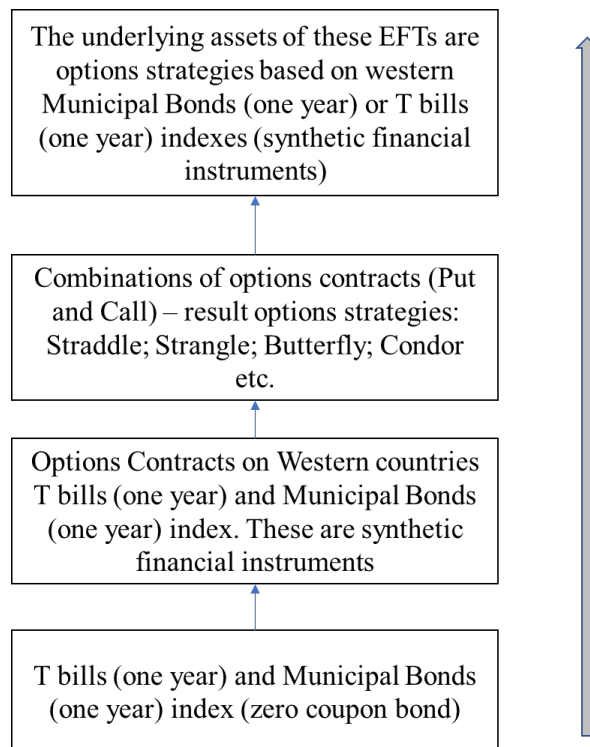 The underlying assets of these EFTs are
options strategies based on western
Municipal Bonds (one year) or T bills
(one year) indexes (synthetic financial
instruments)
Combinations of options contracts (Put
and Call) – result options strategies:
Straddle; Strangle; Butterfly; Condor
etc.
Options Contracts on Western countries
T bills (one year) and Municipal Bonds
(one year) index. These are synthetic
financial instruments
T bills (one year) and Municipal Bonds
(one year) index (zero coupon bond)